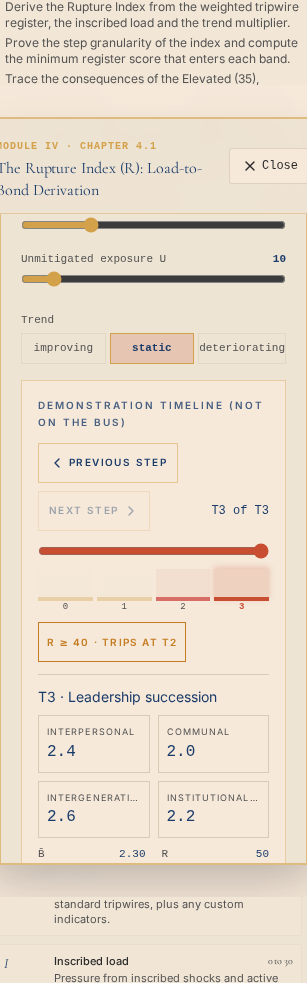 Derive the Rupture Index from the weighted tripwire
register, the inscribed load and the trend multiplier.
Prove the step granularity of the index and compute
the minimum register score that enters each band.
Trace the consequences of the Elevated (35),
MODULE IV · CHAPTER 4.1
The Rupture Index (R): Load-to-
Bond Derivation
Close
Unmitigated exposure U 10
Trend
improving static deteriorating
DEMONSTRATION TIMELINE (NOT
ON THE BUS)
PREVIOUS STEP
NEXT STEP T3 of T3
0 1 2 3
R ≥ 40 · TRIPS AT T2
T3 · Leadership succession
INTERPERSONAL COMMUNAL
2.4 2.0
INTERGENERATI… INSTITUTIONAL…
2.6 2.2
B̄ 2.30 R 50
standard tripwires, plus any custom
indicators.
I Inscribed load 0 to 30
Pressure from inscribed shocks and active